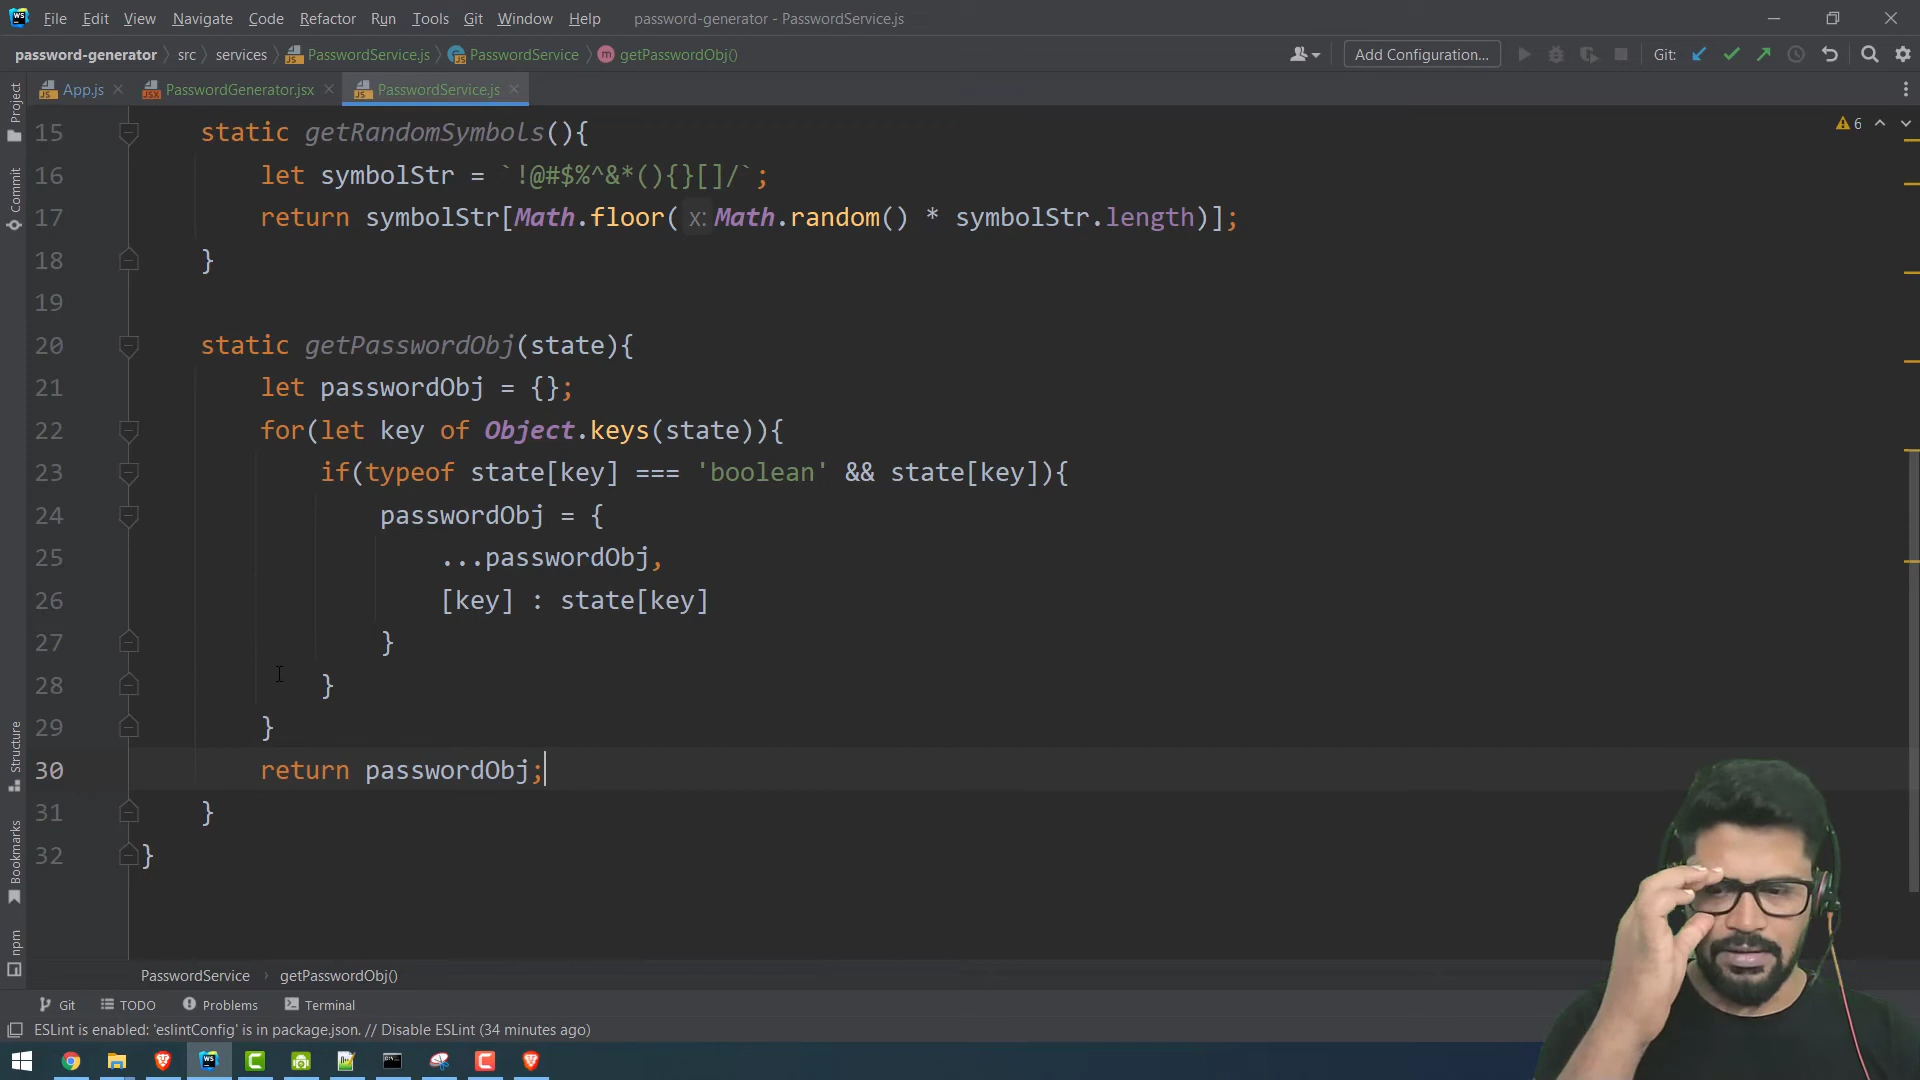 File Edit View Navigate Code Refactor Run Tools Git Window Help password-generator - PasswordService.js
password-generator src services PasswordService.js PasswordService getPasswordObj() Add Configuration... Git:
App.js PasswordGenerator.jsx PasswordService.js
Project
Commit
Structure
Bookmarks
npm
6
15 static getRandomSymbols(){
16 let symbolStr = `!@#$%^&*(){}[]/`;
17 return symbolStr[Math.floor( x: Math.random() * symbolStr.length)];
18 }
19
20 static getPasswordObj(state){
21 let passwordObj = {};
22 for(let key of Object.keys(state)){
23 if(typeof state[key] === 'boolean' && state[key]){
24 passwordObj = {
25 ...passwordObj,
26 [key] : state[key]
27 }
28 }
29 }
30 return passwordObj;
31 }
32 }
PasswordService getPasswordObj()
Git TODO Problems Terminal
ESLint is enabled: 'eslintConfig' is in package.json. // Disable ESLint (34 minutes ago)